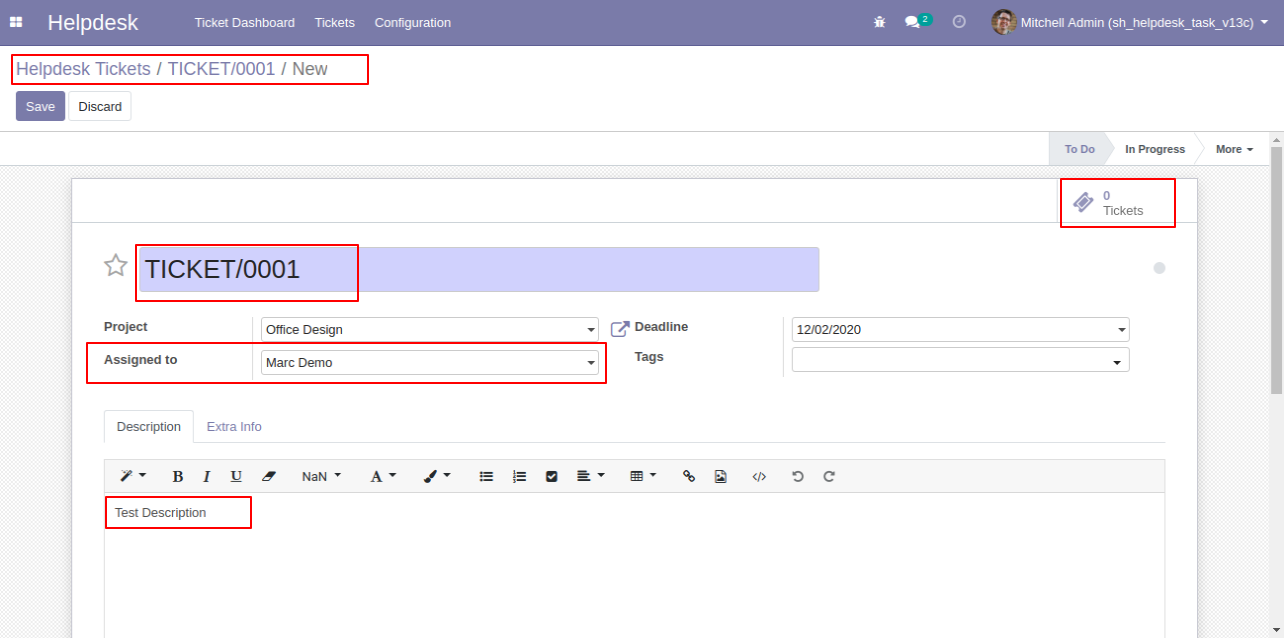 Helpdesk Ticket Dashboard Tickets Configuration 2 Mitchell Admin (sh_helpdesk_task_v13c)
Helpdesk Tickets / TICKET/0001 / New
Save Discard
To Do In Progress More
0
Tickets
TICKET/0001
Project Office Design Deadline 12/02/2020
Assigned to Marc Demo Tags
Description Extra Info
B I U NaN A </>
Test Description